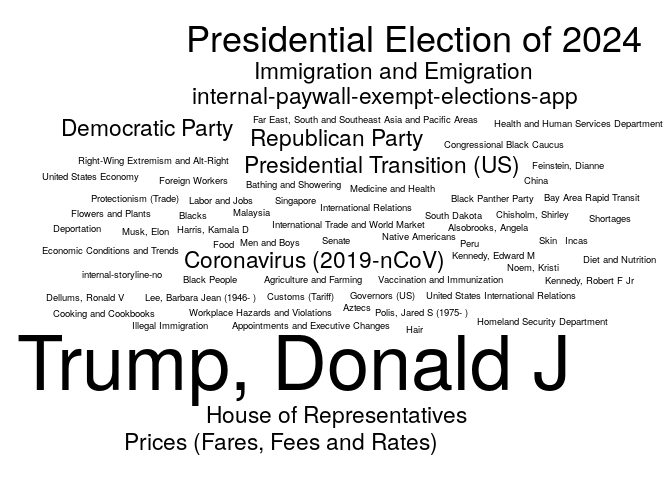 Presidential Election of 2024
Immigration and Emigration
internal-paywall-exempt-elections-app
Far East, South and Southeast Asia and Pacific Areas
Health and Human Services Department
Democratic Party
Republican Party
Congressional Black Caucus
Right-Wing Extremism and Alt-Right
Presidential Transition (US)
Feinstein, Dianne
United States Economy
Foreign Workers
Bathing and Showering
Medicine and Health
China
Protectionism (Trade)
Labor and Jobs
Singapore
International Relations
Black Panther Party
Bay Area Rapid Transit
Flowers and Plants
Blacks
Malaysia
South Dakota
Chisholm, Shirley
Shortages
Deportation
Musk, Elon
Harris, Kamala D
International Trade and World Market
Alsobrooks, Angela
Food
Men and Boys
Senate
Native Americans
Peru
Skin
Incas
Economic Conditions and Trends
Coronavirus (2019-nCoV)
Kennedy, Edward M
Diet and Nutrition
Noem, Kristi
internal-storyline-no
Black People
Agriculture and Farming
Vaccination and Immunization
Kennedy, Robert F Jr
Dellums, Ronald V
Lee, Barbara Jean (1946- )
Customs (Tariff)
Governors (US)
United States International Relations
Cooking and Cookbooks
Workplace Hazards and Violations
Aztecs
Polis, Jared S (1975- )
Illegal Immigration
Appointments and Executive Changes
Hair
Homeland Security Department
Trump, Donald J
House of Representatives
Prices (Fares, Fees and Rates)